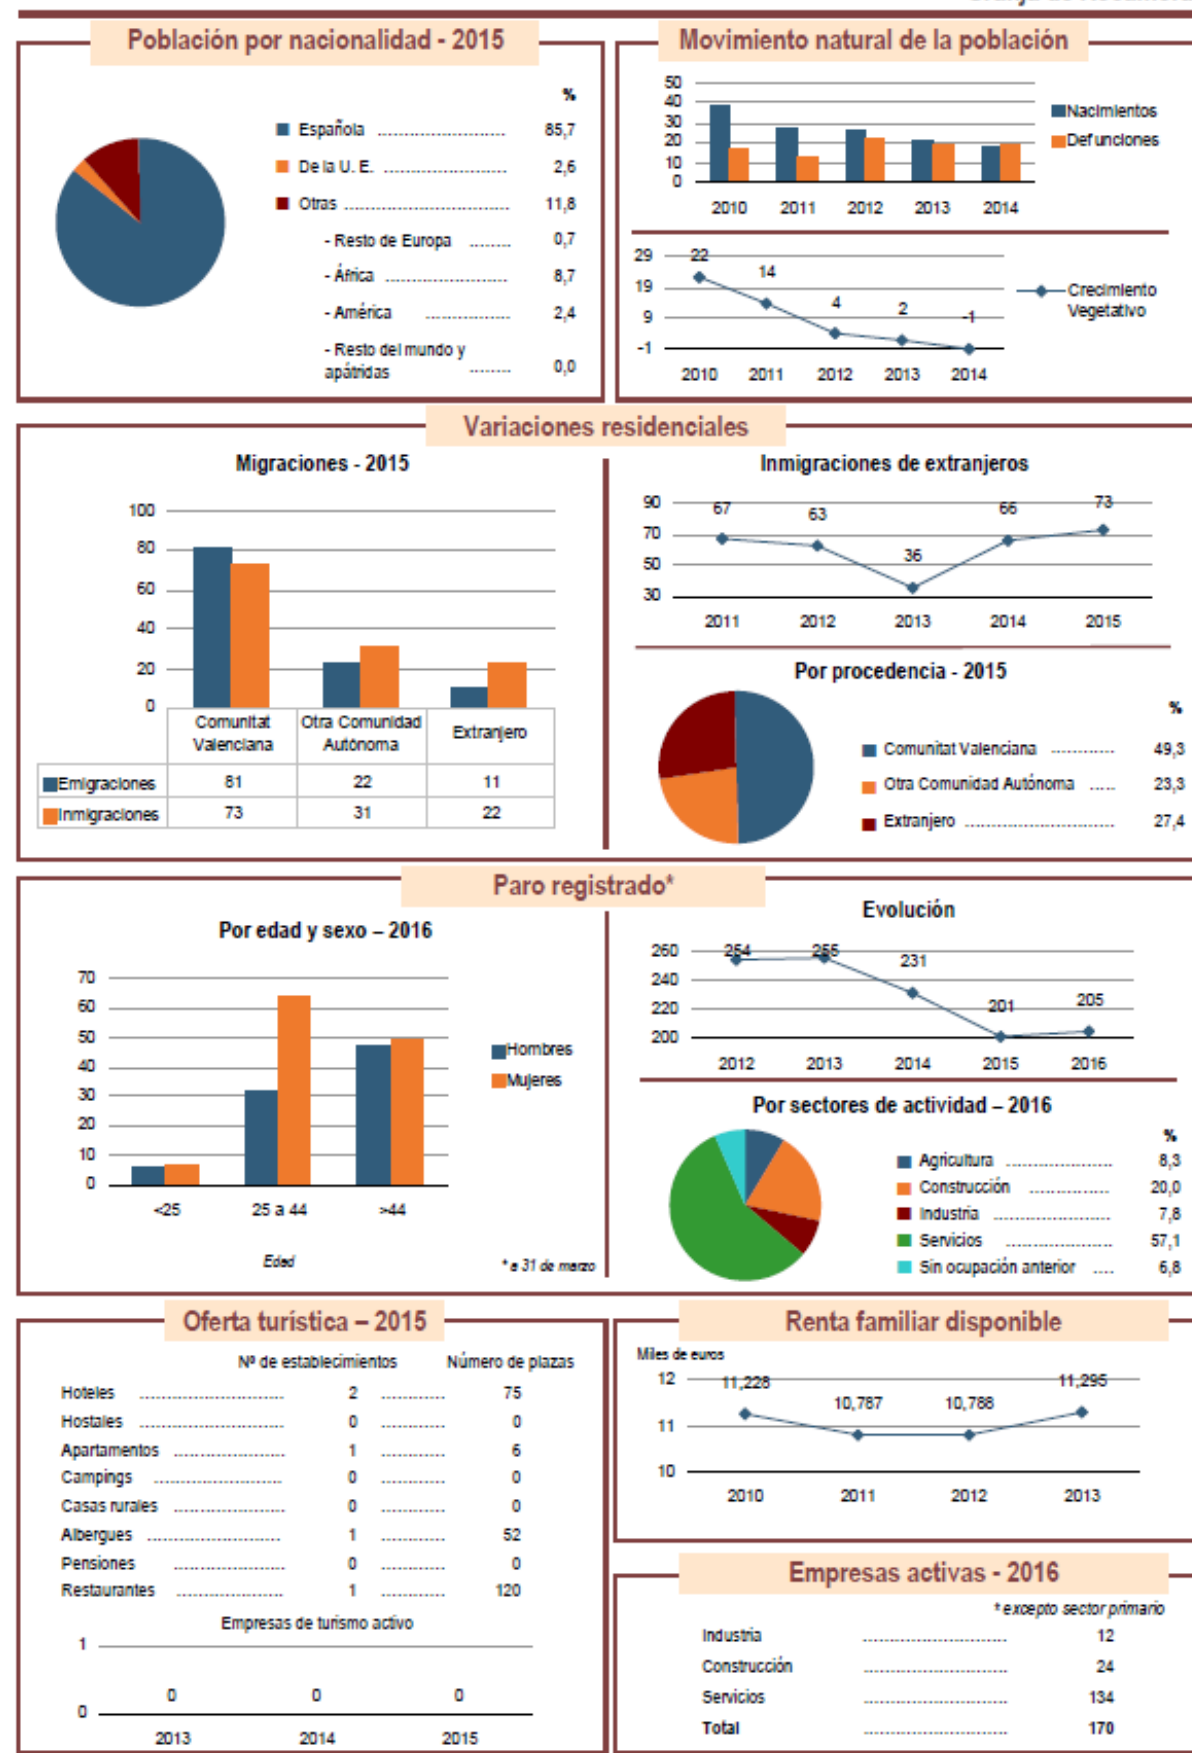 Población por nacionalidad - 2015
%
Española 85,7
De la U. E. 2,6
Otras 11,8
- Resto de Europa 0,7
- África 8,7
- América 2,4
- Resto del mundo y
apátridas 0,0
Movimiento natural de la población
50
40
30
20
10
0
2010 2011 2012 2013 2014
Nacimientos
Defunciones
29
19
9
-1
22 14 4 2 -1
2010 2011 2012 2013 2014
Crecimiento
Vegetativo
Variaciones residenciales
Migraciones - 2015
100
80
60
40
20
0
Comunitat
Valenciana
Otra Comunidad
Autónoma
Extranjero
Emigraciones 81 22 11
Inmigraciones 73 31 22
Inmigraciones de extranjeros
90
70
50
30
67 63 36 66 73
2011 2012 2013 2014 2015
Por procedencia - 2015
%
Comunitat Valenciana 49,3
Otra Comunidad Autónoma 23,3
Extranjero 27,4
Paro registrado*
Por edad y sexo – 2016
70
60
50
40
30
20
10
0
<25 25 a 44 >44
Edad
Hombres
Mujeres
* a 31 de marzo
Evolución
260
240
220
200
254 255 231 201 205
2012 2013 2014 2015 2016
Por sectores de actividad – 2016
%
Agricultura 8,3
Construcción 20,0
Industria 7,8
Servicios 57,1
Sin ocupación anterior 6,8
Oferta turística – 2015
Nº de establecimientos Número de plazas
Hoteles 2 75
Hostales 0 0
Apartamentos 1 6
Campings 0 0
Casas rurales 0 0
Albergues 1 52
Pensiones 0 0
Restaurantes 1 120
Empresas de turismo activo
1
0
0 0 0
2013 2014 2015
Renta familiar disponible
Miles de euros
12
11
10
11,228 10,787 10,788 11,295
2010 2011 2012 2013
Empresas activas - 2016
* excepto sector primario
Industria 12
Construcción 24
Servicios 134
Total 170